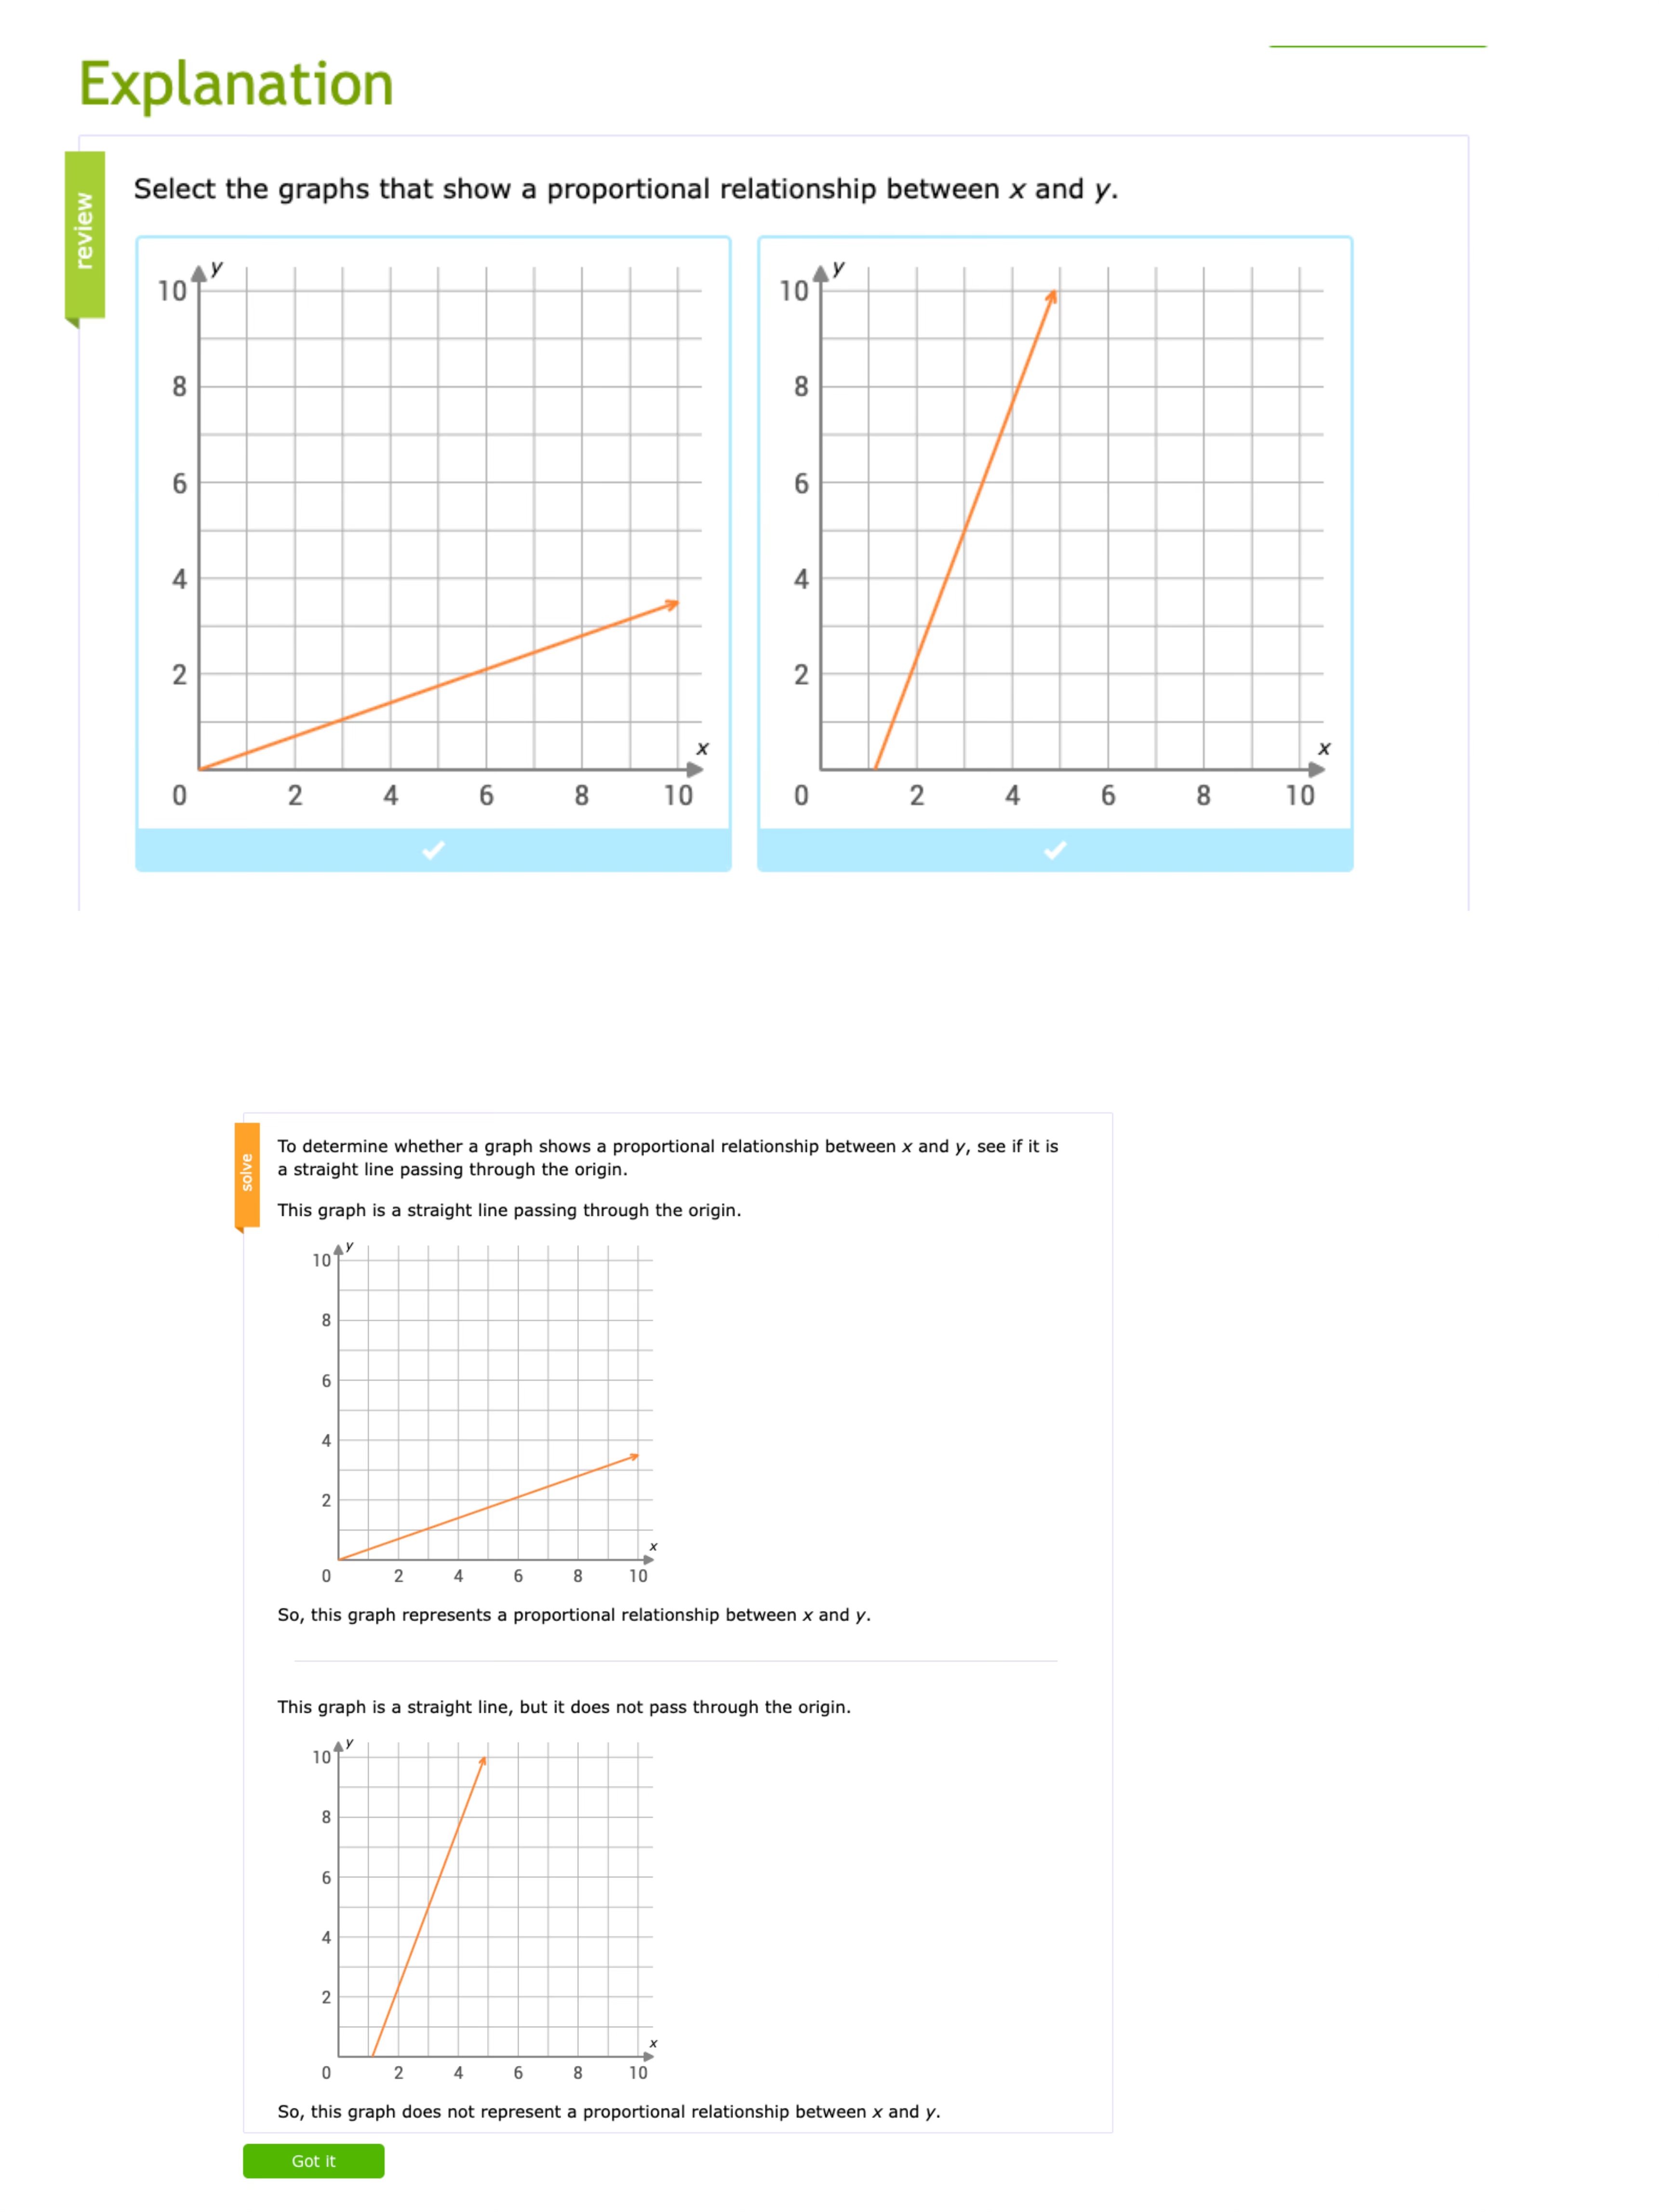 Explanation
review
Select the graphs that show a proportional relationship between x and y.
y
10
8
6
4
2
x
0 2 4 6 8 10
y
10
8
6
4
2
x
0 2 4 6 8 10
solve
To determine whether a graph shows a proportional relationship between x and y, see if it is
a straight line passing through the origin.
This graph is a straight line passing through the origin.
y
10
8
6
4
2
x
0 2 4 6 8 10
So, this graph represents a proportional relationship between x and y.
This graph is a straight line, but it does not pass through the origin.
y
10
8
6
4
2
x
0 2 4 6 8 10
So, this graph does not represent a proportional relationship between x and y.
Got it